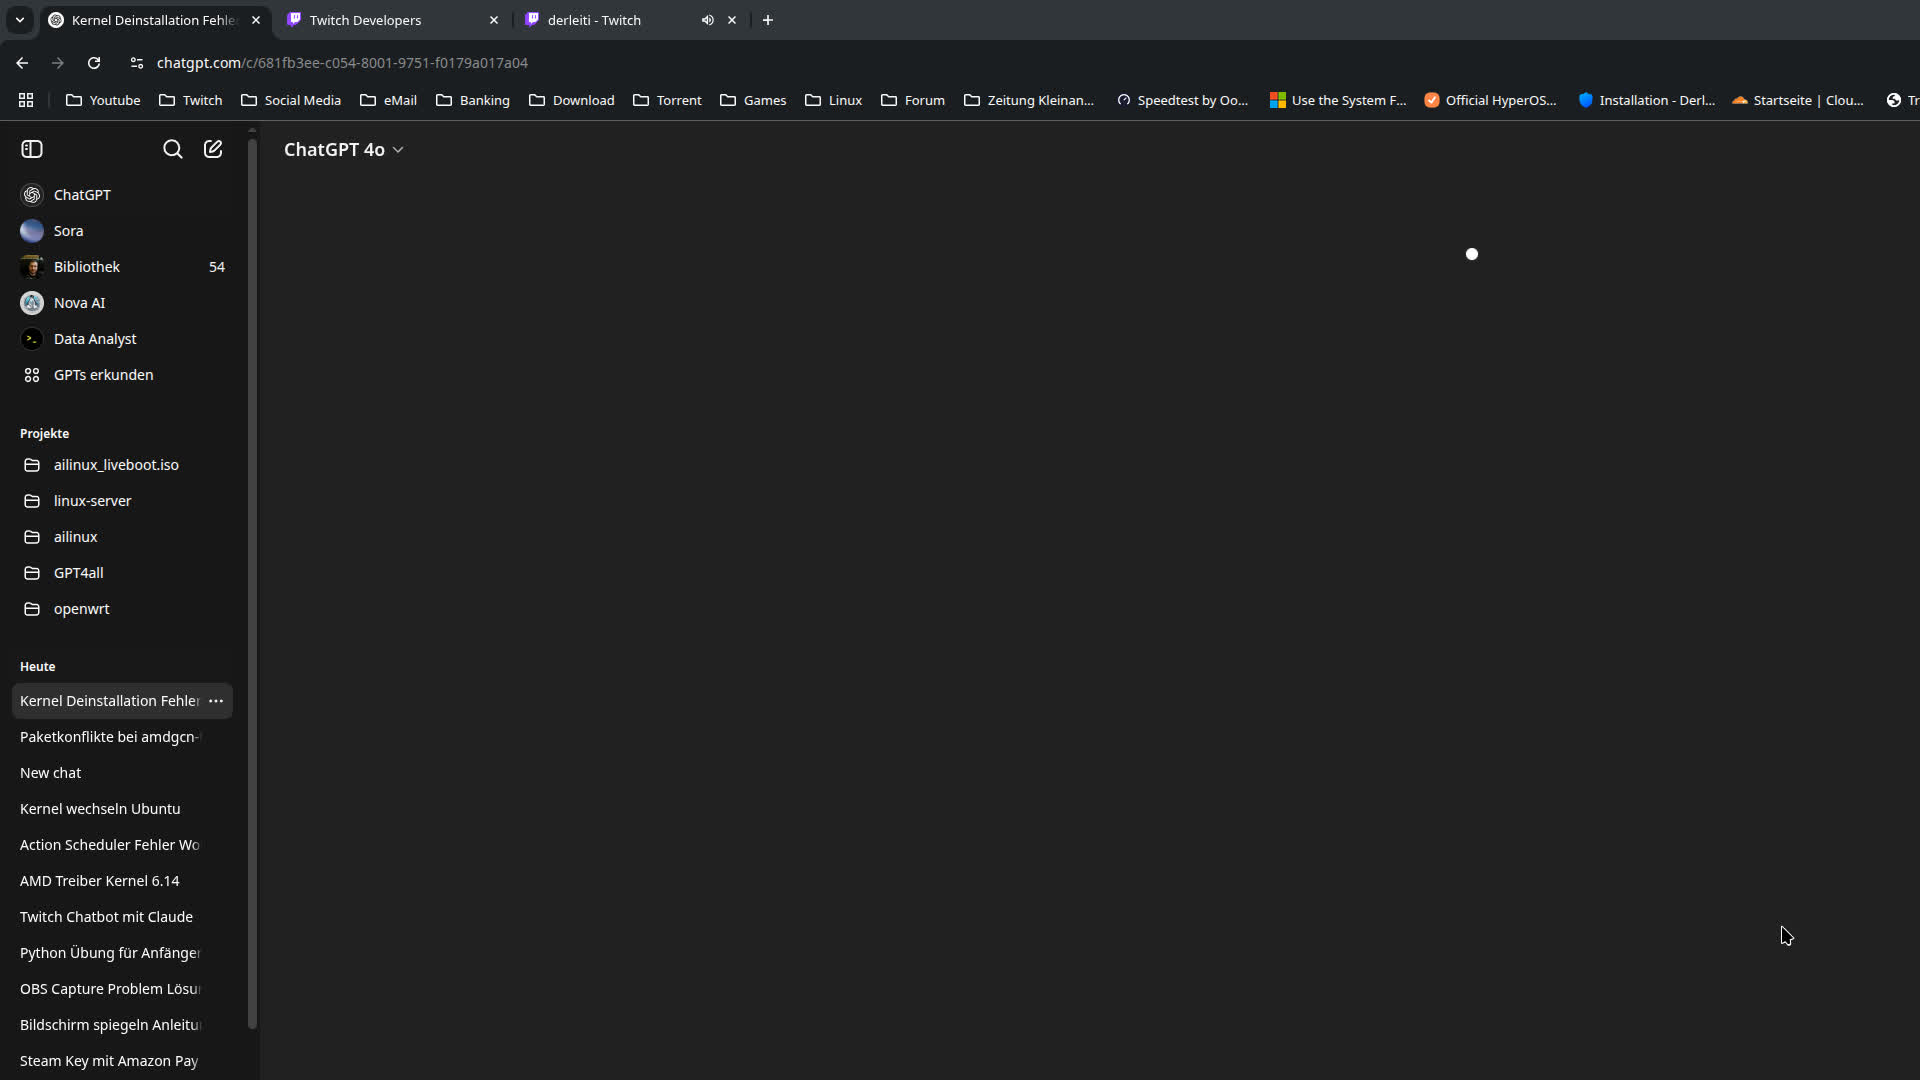 Kernel Deinstallation Fehle
Twitch Developers
derleiti - Twitch
chatgpt.com/c/681fb3ee-c054-8001-9751-f0179a017a04
Youtube
Twitch
Social Media
eMail
Banking
Download
Torrent
Games
Linux
Forum
Zeitung Kleinan...
Speedtest by Oo...
Use the System F...
Official HyperOS...
Installation - Derl...
Startseite | Clou...
Tr
ChatGPT 4o
ChatGPT
Sora
Bibliothek 54
Nova AI
Data Analyst
GPTs erkunden
Projekte
ailinux_liveboot.iso
linux-server
ailinux
GPT4all
openwrt
Heute
Kernel Deinstallation Fehler
Paketkonflikte bei amdgcn-
New chat
Kernel wechseln Ubuntu
Action Scheduler Fehler Wo
AMD Treiber Kernel 6.14
Twitch Chatbot mit Claude
Python Übung für Anfänger
OBS Capture Problem Lösu
Bildschirm spiegeln Anleitu
Steam Key mit Amazon Pay